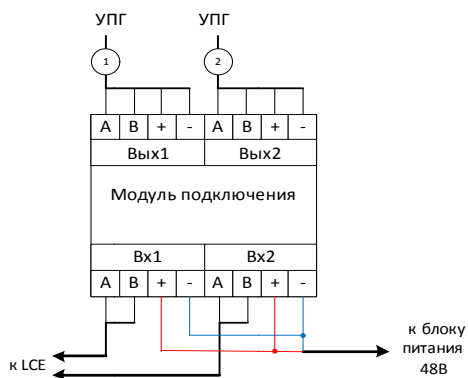 УПГ УПГ
1 2
A B + - A B + -
Вых1 Вых2
Модуль подключения
Вх1 Вх2
A B + - A B + -
к LCE
к блоку
питания
48В